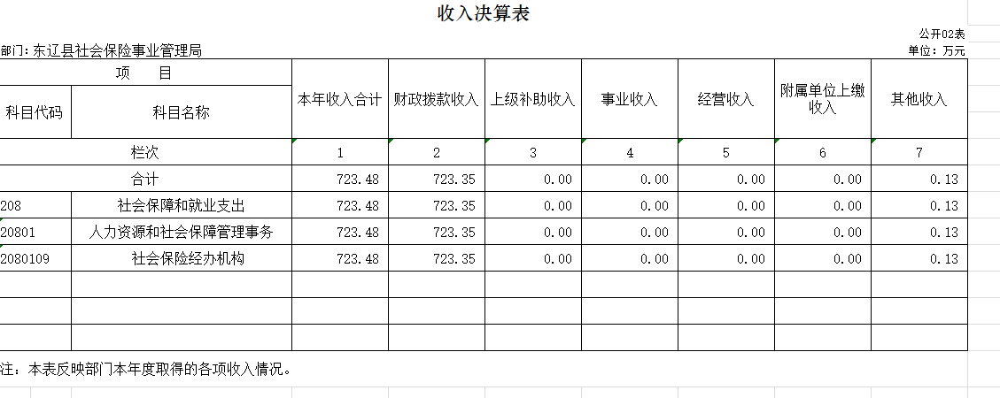 收入决算表
公开02表
部门：东辽县社会保险事业管理局 单位：万元
项 目 本年收入合计 财政拨款收入 上级补助收入 事业收入 经营收入 附属单位上缴收入 其他收入
科目代码 科目名称
栏次 1 2 3 4 5 6 7
合计 723.48 723.35 0.00 0.00 0.00 0.00 0.13
208 社会保障和就业支出 723.48 723.35 0.00 0.00 0.00 0.00 0.13
20801 人力资源和社会保障管理事务 723.48 723.35 0.00 0.00 0.00 0.00 0.13
2080109 社会保险经办机构 723.48 723.35 0.00 0.00 0.00 0.00 0.13
注：本表反映部门本年度取得的各项收入情况。